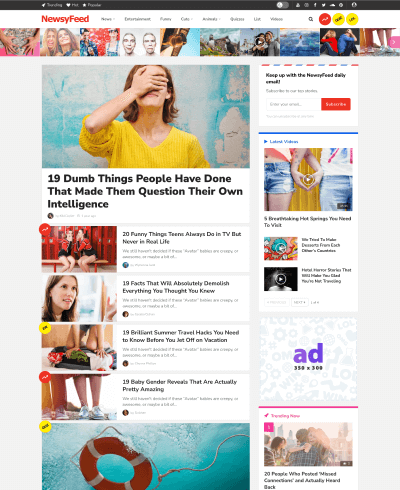 Trending Hot Popular
NewsyFeed
News Entertainment Funny Cute Animals Quizzes List Videos
19 Dumb Things People Have Done
That Made Them Question Their Own
Intelligence
20 Funny Things Teens Always Do in TV But
Never in Real Life
We still haven't decided if these "Avatar" babies are creepy, or
awesome, or maybe a bit of...
19 Facts That Will Absolutely Demolish
Everything You Thought You Knew
We still haven't decided if these "Avatar" babies are creepy, or
awesome, or maybe a bit of...
19 Brilliant Summer Travel Hacks You Need
to Know Before You Jet Off on Vacation
We still haven't decided if these "Avatar" babies are creepy, or
awesome, or maybe a bit of...
19 Baby Gender Reveals That Are Actually
Pretty Amazing
We still haven't decided if these "Avatar" babies are creepy, or
awesome, or maybe a bit of...
Keep up with the NewsyFeed daily
email!
Subscribe to our top stories.
Enter your email...
Subscribe
Latest Videos
5 Breathtaking Hot Springs You Need
To Visit
We Tried To Make
Desserts From Each
Other's Countries
Hotel Horror Stories That
Will Make You Glad
You're Not Traveling
ad
350 x 300
Trending Now
20 People Who Posted 'Missed
Connections' and Actually Heard
Back